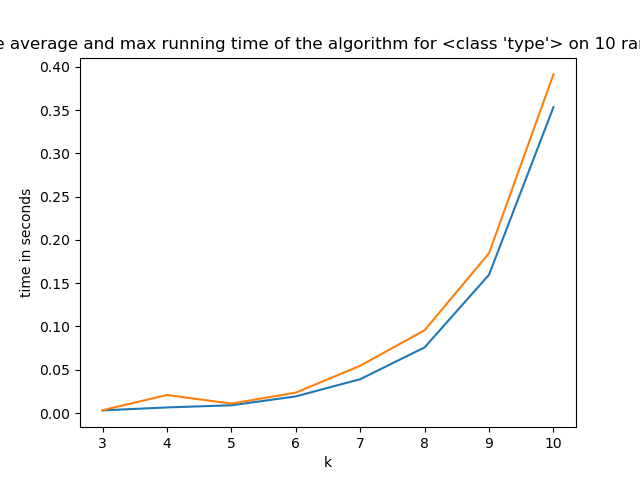 e average and max running time of the algorithm for <class 'type'> on 10 rar
0.40
0.35
0.30
0.25
0.20
0.15
0.10
0.05
0.00
time in seconds
3 4 5 6 7 8 9 10
k